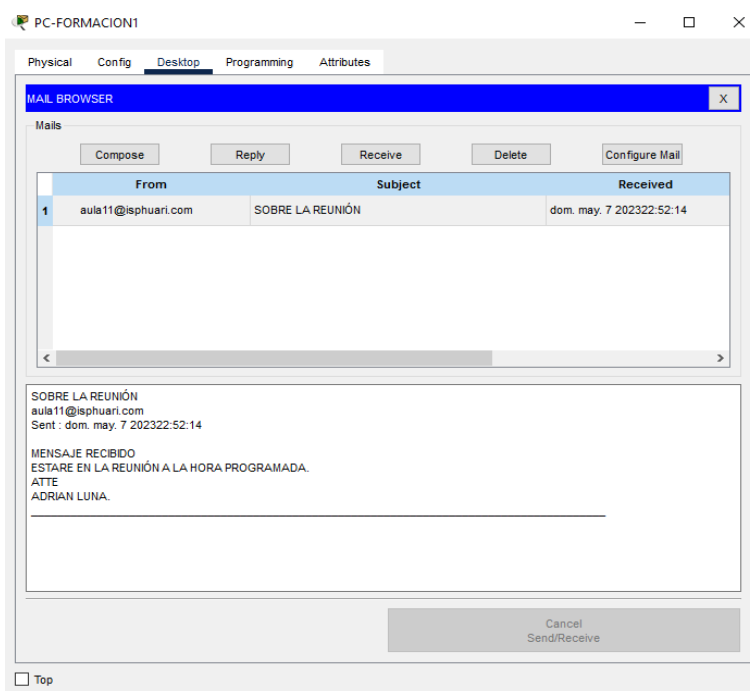 PC-FORMACION1
Physical Config Desktop Programming Attributes
MAIL BROWSER X
Mails
Compose Reply Receive Delete Configure Mail
From Subject Received
1 aula11@isphuari.com SOBRE LA REUNIÓN dom. may. 7 202322:52:14
SOBRE LA REUNIÓN
aula11@isphuari.com
Sent : dom. may. 7 202322:52:14
MENSAJE RECIBIDO
ESTARE EN LA REUNIÓN A LA HORA PROGRAMADA.
ATTE
ADRIAN LUNA.
Cancel
Send/Receive
Top